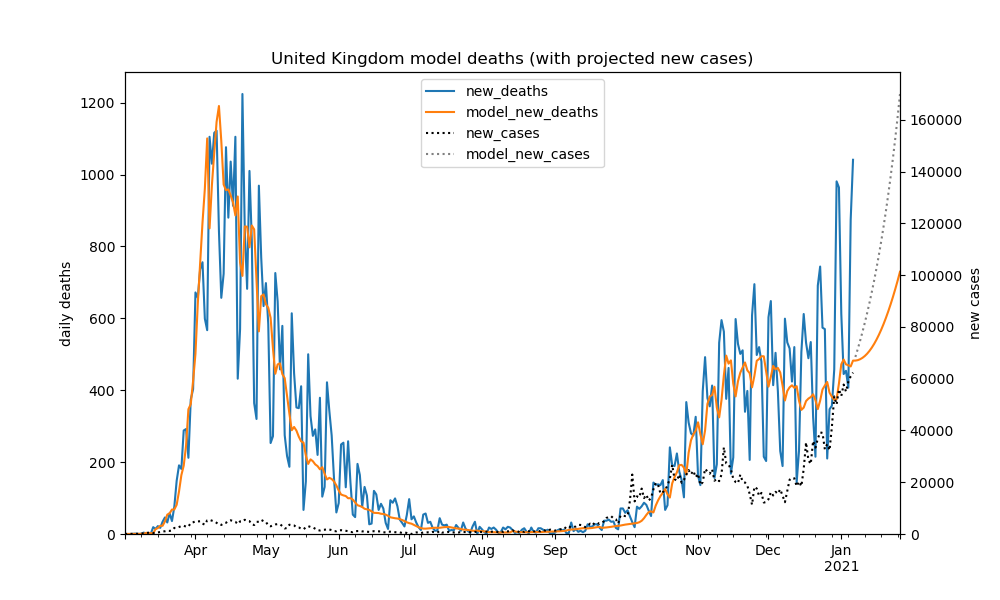 United Kingdom model deaths (with projected new cases)
new_deaths
model_new_deaths
new_cases
model_new_cases
daily deaths
1200
1000
800
600
400
200
0
new cases
160000
140000
120000
100000
80000
60000
40000
20000
0
Apr May Jun Jul Aug Sep Oct Nov Dec Jan
2021